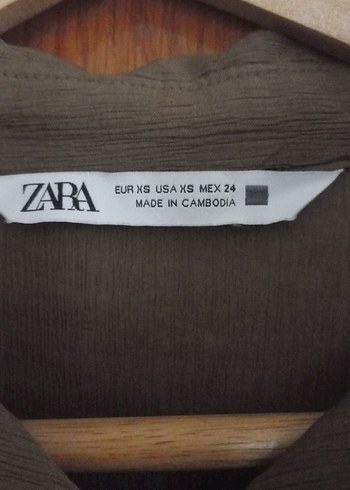 ZARA
EUR XS USA XS MEX 24
MADE IN CAMBODIA